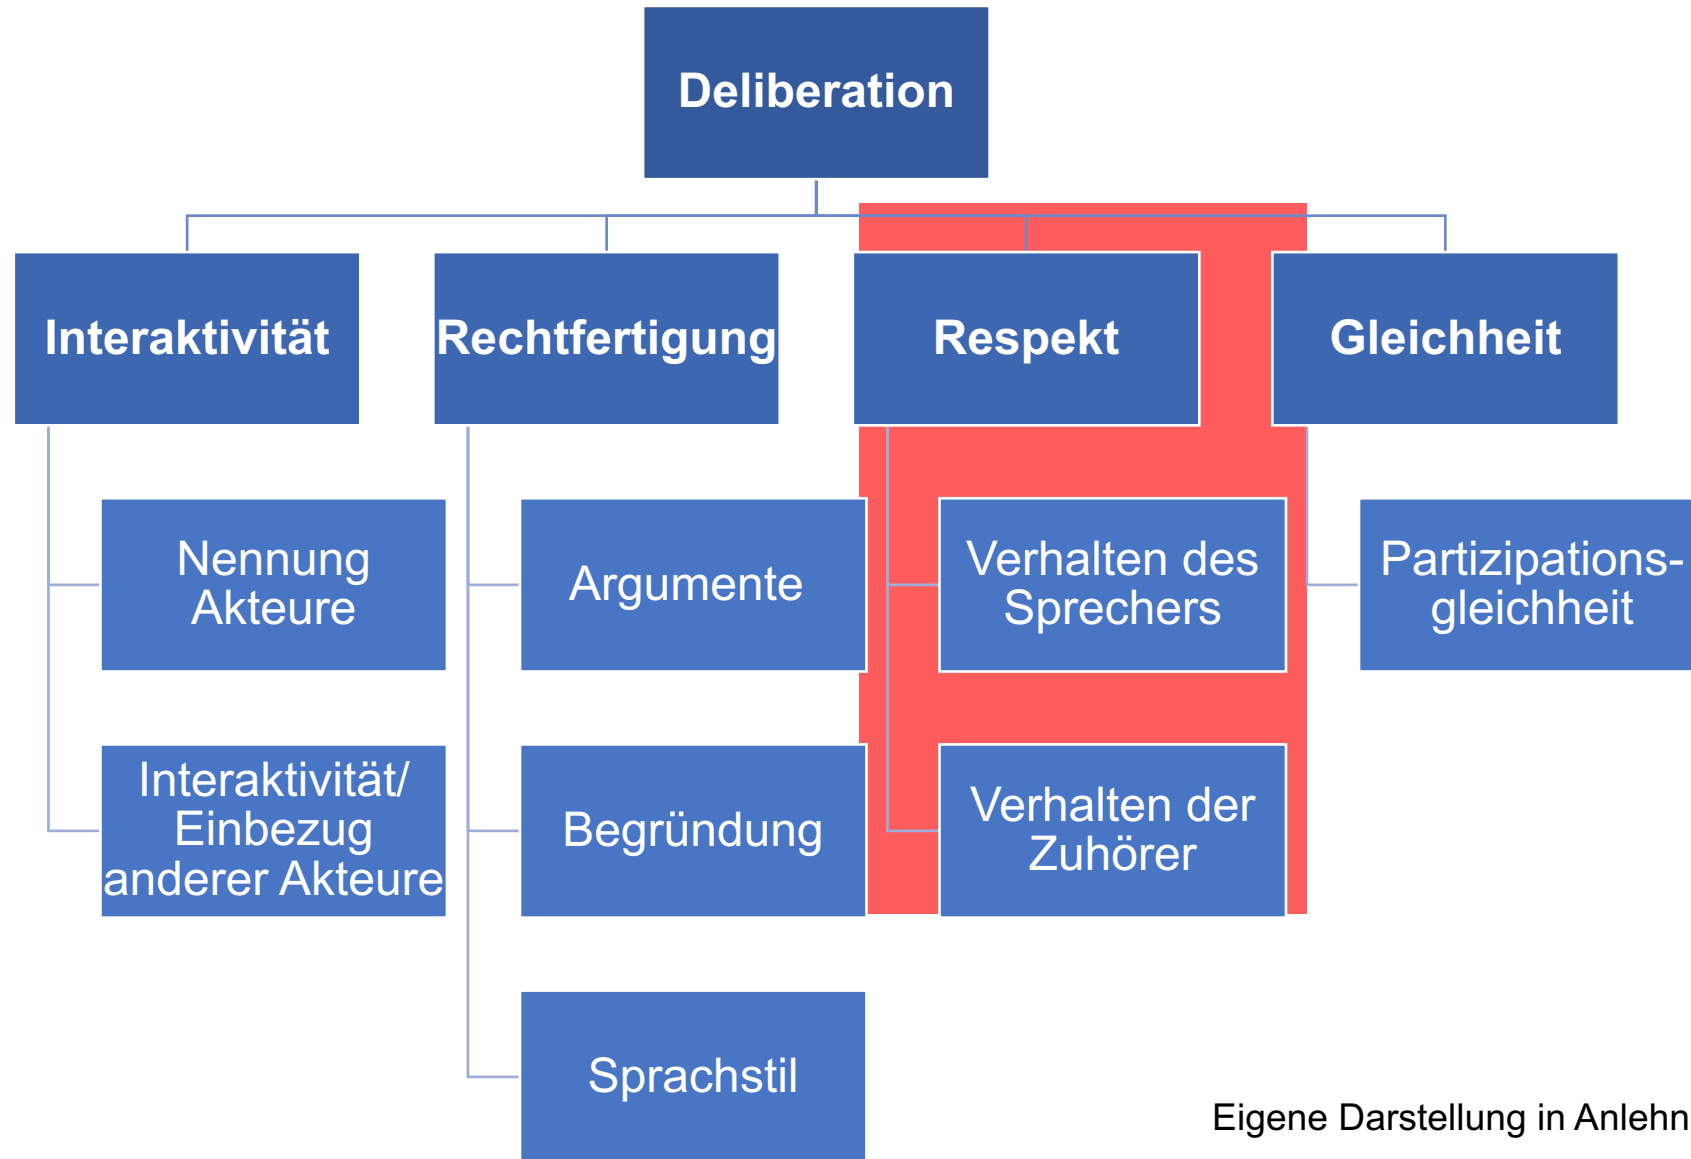 Deliberation
Interaktivität
Rechtfertigung
Respekt
Gleichheit
Nennung
Akteure
Argumente
Verhalten des
Sprechers
Partizipations-
gleichheit
Interaktivität/
Einbezug
anderer Akteure
Begründung
Verhalten der
Zuhörer
Sprachstil
Eigene Darstellung in Anlehn